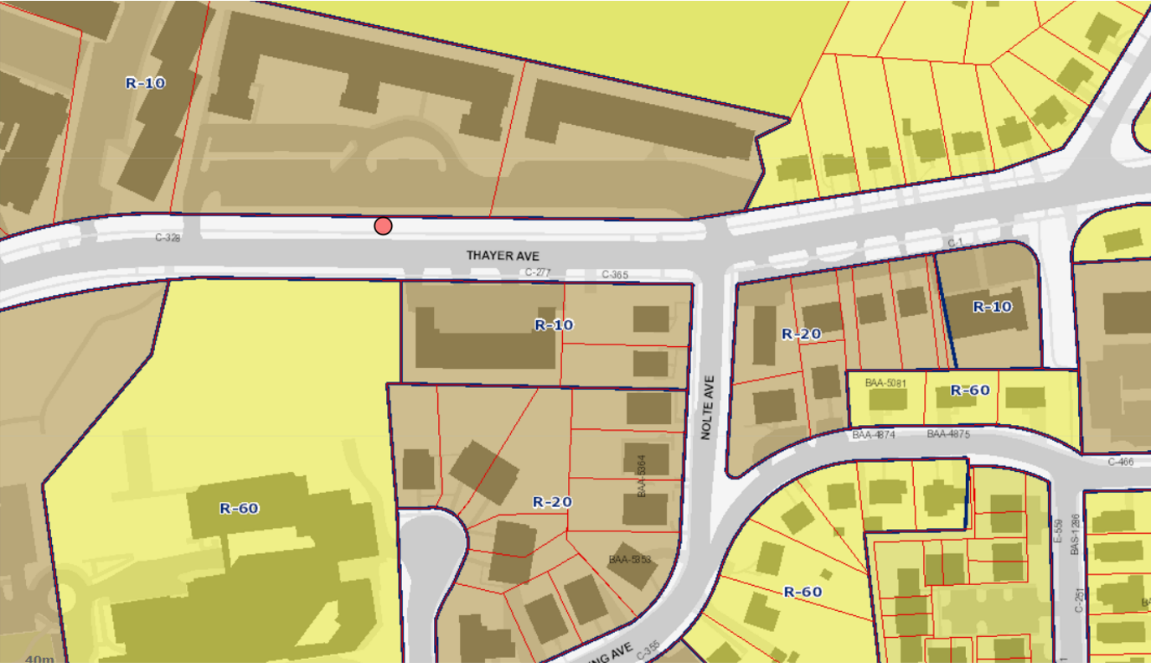 R-10
C-328
THAYER AVE
C-277
C-365
C-1
R-10
R-10
R-20
BAA-5081
R-60
NOLTE AVE
BAA-4874
BAA-4875
C-466
BAA-5364
R-20
R-60
E-559
BAS-1286
BAA-5353
R-60
C-251
ING AVE
C-355
40m